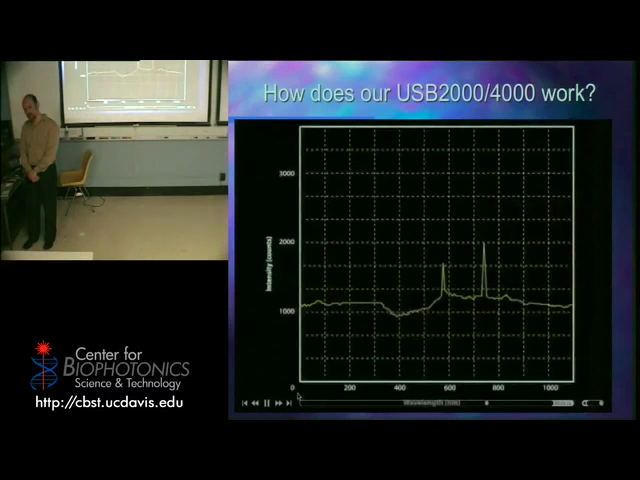 How does our USB2000/4000 work?
3000
2000
1000
0
Intensity (counts)
200
400
600
800
1000
Wavelength (nm)
Center for
BIOPHOTONICS
Science & Technology
http://cbst.ucdavis.edu